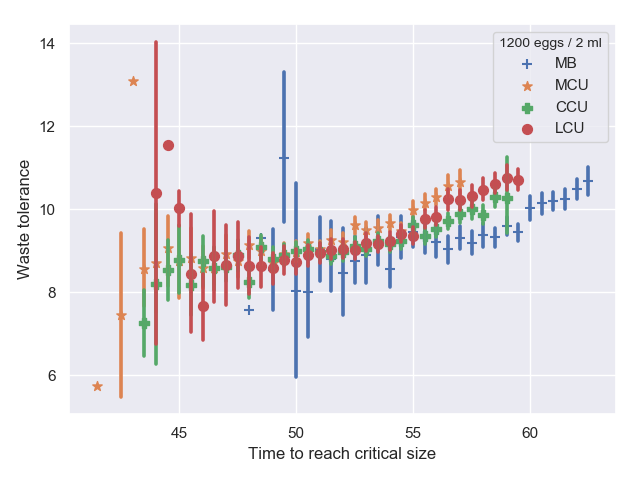 1200 eggs / 2 ml
MB
MCU
CCU
LCU
14
12
10
8
6
Waste tolerance
45 50 55 60
Time to reach critical size